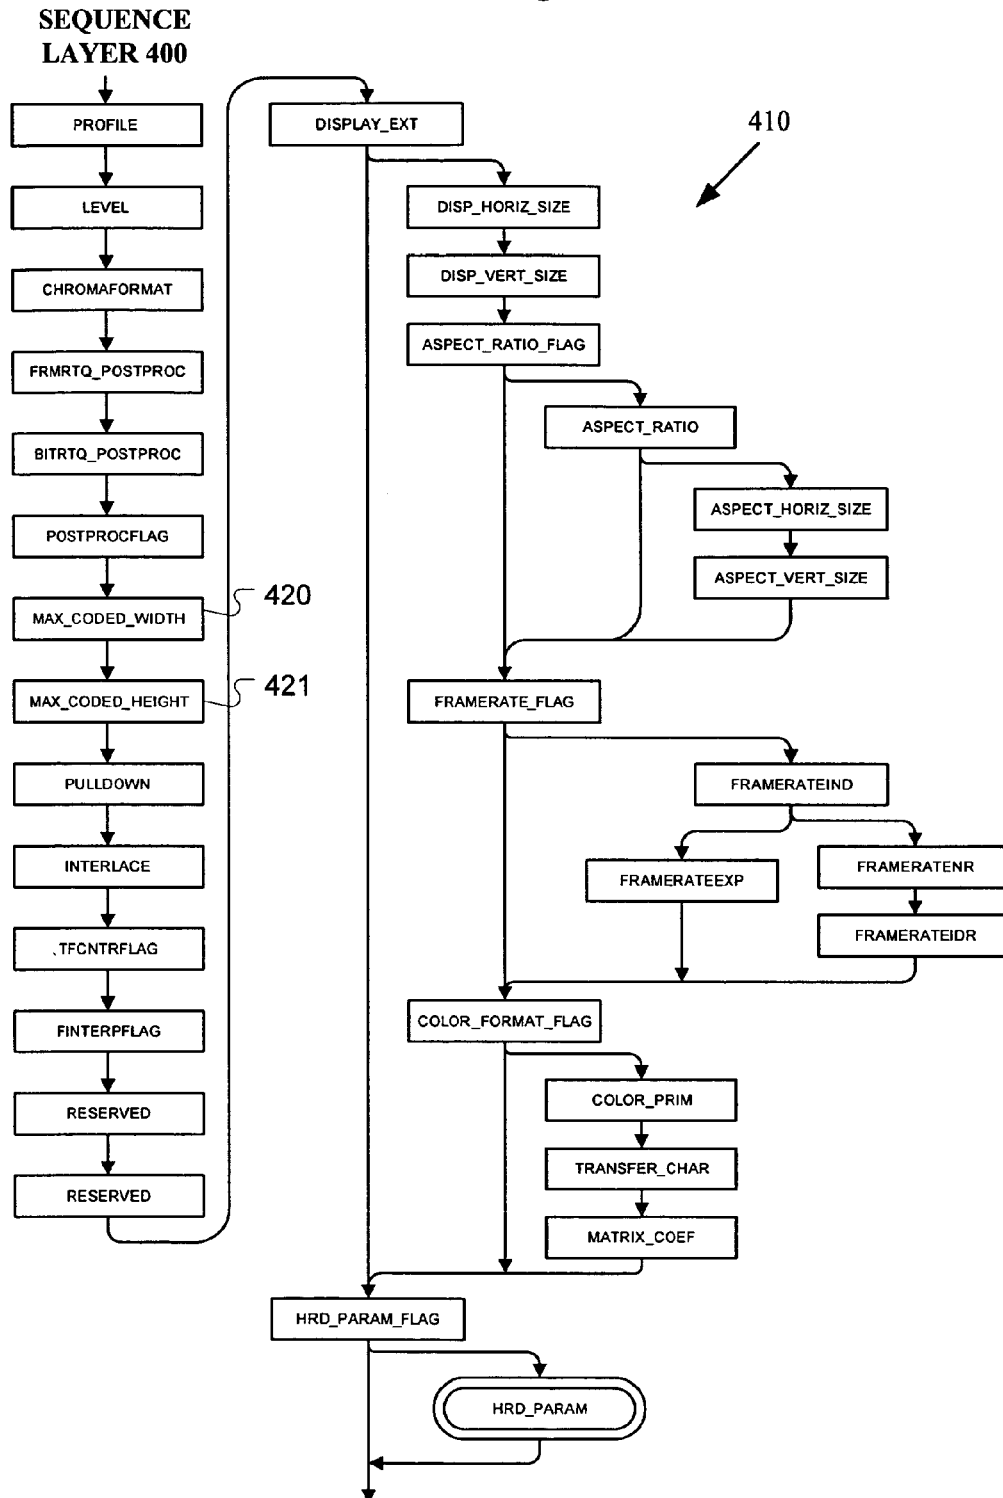 SEQUENCE
LAYER 400
PROFILE
LEVEL
CHROMAFORMAT
FRMRTQ_POSTPROC
BITRTQ_POSTPROC
POSTPROCFLAG
MAX_CODED_WIDTH
420
MAX_CODED_HEIGHT
421
PULLDOWN
INTERLACE
TFCNTRFLAG
FINTERPFLAG
RESERVED
RESERVED
DISPLAY_EXT
410
DISP_HORIZ_SIZE
DISP_VERT_SIZE
ASPECT_RATIO_FLAG
ASPECT_RATIO
ASPECT_HORIZ_SIZE
ASPECT_VERT_SIZE
FRAMERATE_FLAG
FRAMERATEIND
FRAMERATEEXP
FRAMERATENR
FRAMERATEIDR
COLOR_FORMAT_FLAG
COLOR_PRIM
TRANSFER_CHAR
MATRIX_COEF
HRD_PARAM_FLAG
HRD_PARAM